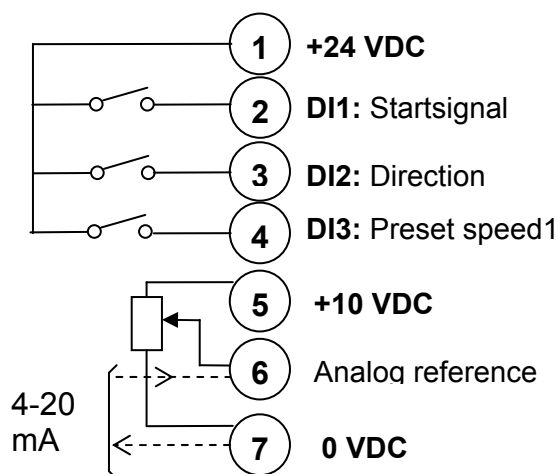 1 +24 VDC
2 DI1: Startsignal
3 DI2: Direction
4 DI3: Preset speed1
5 +10 VDC
6 Analog reference
4-20
mA
7 0 VDC